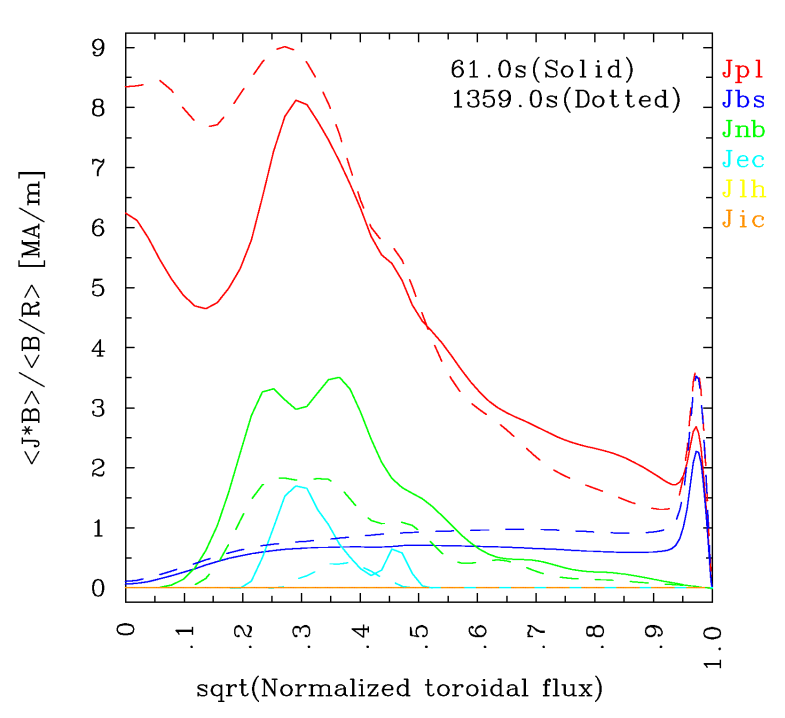 9
8
7
6
5
4
3
2
1
0
<J*B>/<B/R> [MA/m]
61.0s(Solid)
1359.0s(Dotted)
Jpl
Jbs
Jnb
Jec
Jlh
Jic
0 .1 .2 .3 .4 .5 .6 .7 .8 .9 1.0
sqrt(Normalized toroidal flux)